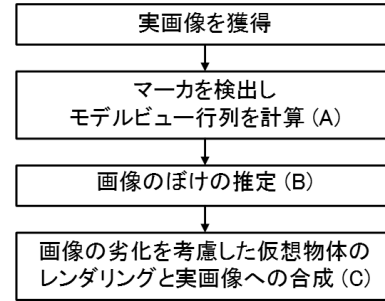 実画像を獲得
マーカを検出し
モデルビュー行列を計算 (A)
画像のぼけの推定 (B)
画像の劣化を考慮した仮想物体の
レンダリングと実画像への合成 (C)